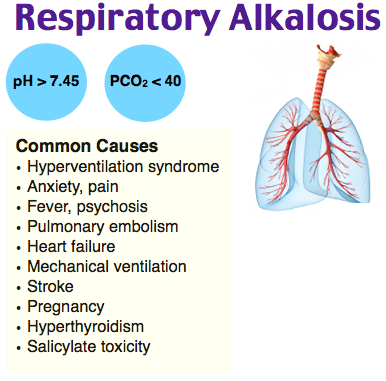 Respiratory Alkalosis
pH > 7.45
PCO₂ < 40
Common Causes
• Hyperventilation syndrome
• Anxiety, pain
• Fever, psychosis
• Pulmonary embolism
• Heart failure
• Mechanical ventilation
• Stroke
• Pregnancy
• Hyperthyroidism
• Salicylate toxicity